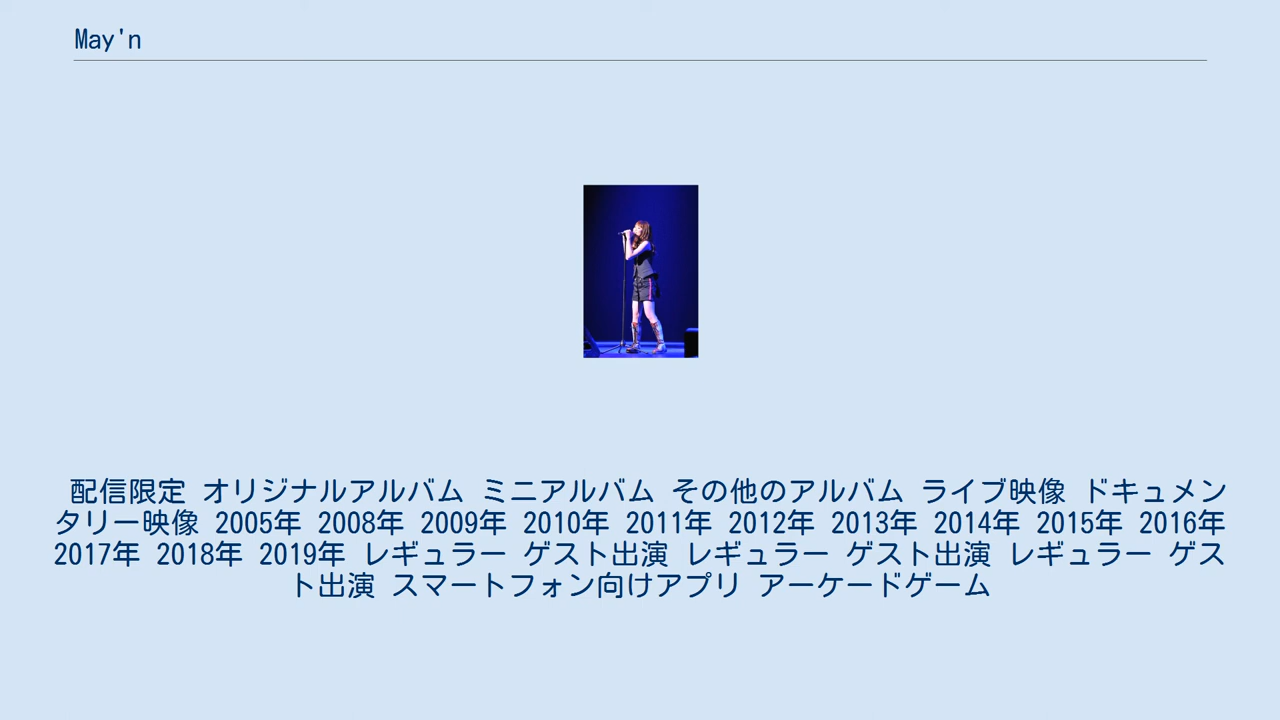 May'n
配信限定 オリジナルアルバム ミニアルバム その他のアルバム ライブ映像 ドキュメン
タリー映像 2005年 2008年 2009年 2010年 2011年 2012年 2013年 2014年 2015年 2016年
2017年 2018年 2019年 レギュラー ゲスト出演 レギュラー ゲスト出演 レギュラー ゲス
ト出演 スマートフォン向けアプリ アーケードゲーム